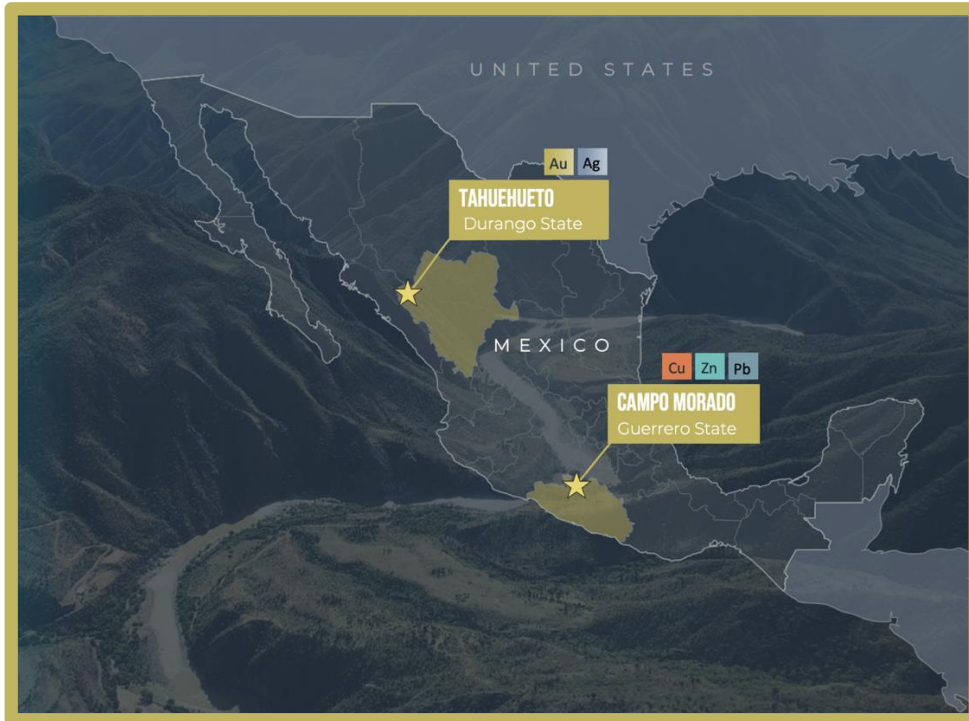 UNITED STATES
Au Ag
TAHUEHUETO
Durango State
MEXICO
Cu Zn Pb
CAMPO MORADO
Guerrero State